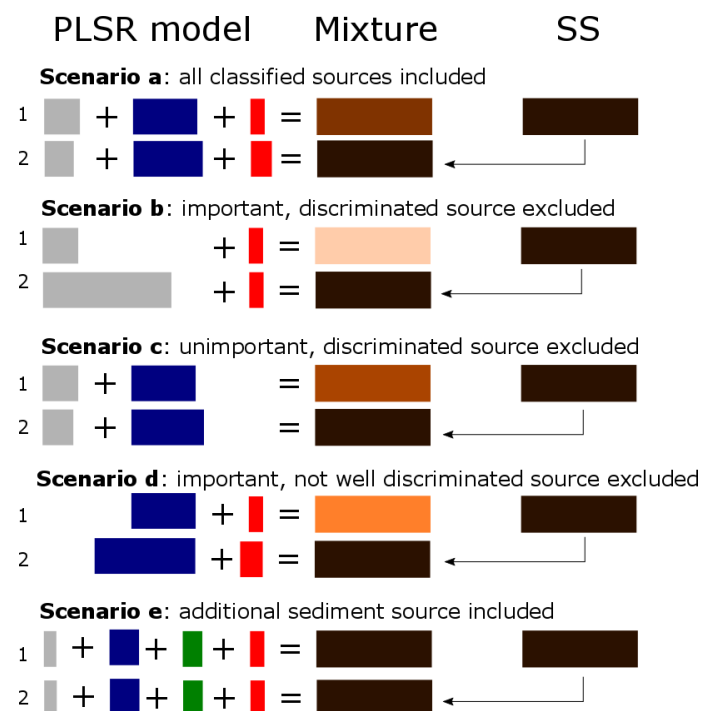 PLSR model Mixture SS
Scenario a: all classified sources included
1 + + =
2 + + =
Scenario b: important, discriminated source excluded
1 + =
2 + =
Scenario c: unimportant, discriminated source excluded
1 + =
2 + =
Scenario d: important, not well discriminated source excluded
1 + =
2 + =
Scenario e: additional sediment source included
1 + + + =
2 + + + =